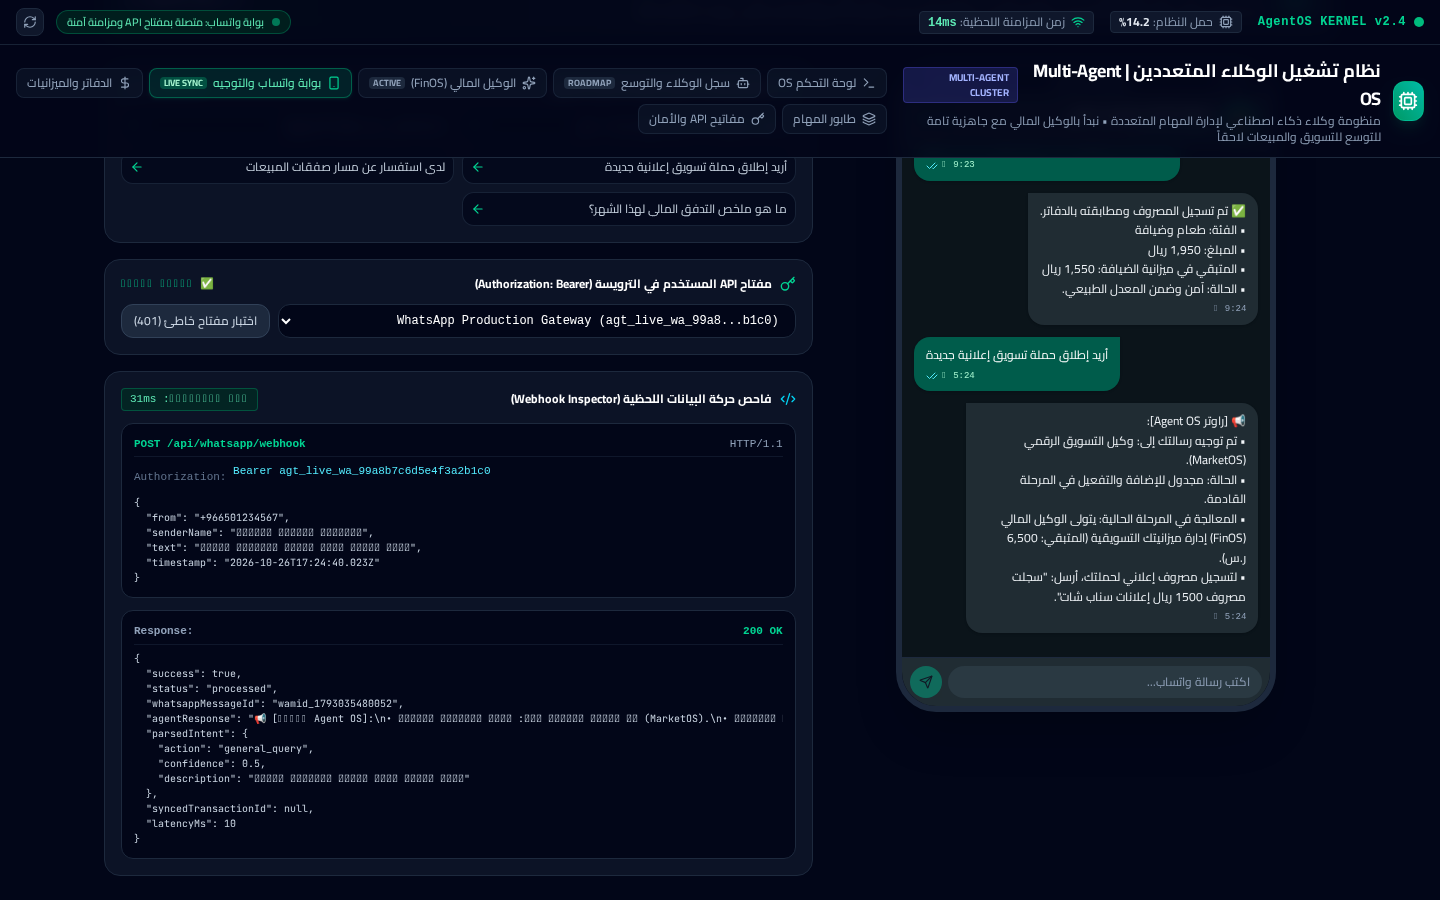 AgentOS KERNEL v2.4
حمل النظام: 14.2%
زمن المزامنة اللحظية: 14ms
بوابة واتساب: متصلة بمفتاح API ومزامنة آمنة
نظام تشغيل الوكلاء المتعددين | Multi-Agent OS
MULTI-AGENT CLUSTER
منظومة وكلاء ذكاء اصطناعي لإدارة المهام المتعددة • نبدأ بالوكيل المالي مع جاهزية تامة
للتوسع للتسويق والمبيعات لاحقاً
لوحة التحكم OS
سجل الوكلاء والتوسع ROADMAP
الوكيل المالي (FinOS) ACTIVE
بوابة واتساب والتوجيه LIVE SYNC
الدفاتر والميزانيات
طابور المهام
مفاتيح API والأمان
9:23
✅ تم تسجيل المصروف ومطابقته بالدفاتر.
• الفئة: طعام وضيافة
• المبلغ: 1,950 ريال
• المتبقي في ميزانية الضيافة: 1,550 ريال
• الحالة: آمن وضمن المعدل الطبيعي.
9:24
أريد إطلاق حملة تسويق إعلانية جديدة
5:24
📢 [راوتر Agent OS]:
• تم توجيه رسالتك إلى: وكيل التسويق الرقمي
(MarketOS).
• الحالة: مجدول للإضافة والتفعيل في المرحلة
القادمة.
• المعالجة في المرحلة الحالية: يتولى الوكيل المالي
(FinOS) إدارة ميزانيتك التسويقية (المتبقي: 6,500
ر.س).
• لتسجيل مصروف إعلاني لحملتك، أرسل: "سجلت
مصروف 1500 ريال إعلانات سناب شات".
5:24
اكتب رسالة واتساب...
أريد إطلاق حملة تسويق إعلانية جديدة
لدي استفسار عن مسار صفقات المبيعات
ما هو ملخص التدفق المالي لهذا الشهر؟
مفتاح API المستخدم في الترويسة (Authorization: Bearer)
✅
WhatsApp Production Gateway (agt_live_wa_99a8...b1c0)
اختبار مفتاح خاطئ (401)
فاحص حركة البيانات اللحظية (Webhook Inspector)
31ms
POST /api/whatsapp/webhook
HTTP/1.1
Authorization: Bearer agt_live_wa_99a8b7c6d5e4f3a2b1c0
{
"from": "+966501234567",
"senderName": "
"text": "
"timestamp": "2026-10-26T17:24:40.023Z"
}
Response:
200 OK
{
"success": true,
"status": "processed",
"whatsappMessageId": "wamid_1793035480052",
"agentResponse": "📢 [ Agent OS]:\n• (MarketOS).\n•
"parsedIntent": {
"action": "general_query",
"confidence": 0.5,
"description": "
},
"syncedTransactionId": null,
"latencyMs": 10
}